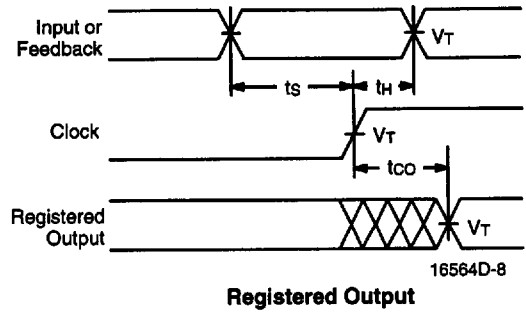 Input or
Feedback
VT
tS
tH
Clock
VT
tCO
Registered
Output
VT
16564D-8
Registered Output